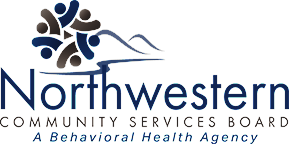 Northwestern
COMMUNITY SERVICES BOARD
A Behavioral Health Agency